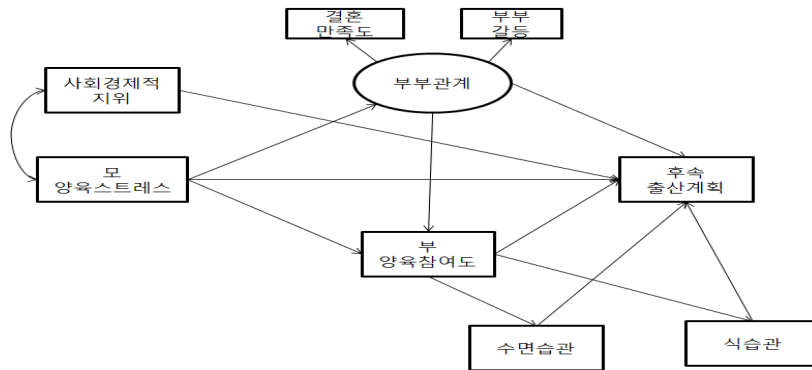 결혼
만족도
부부
갈등
사회경제적
지위
부부관계
모
양육스트레스
후속
출산계획
부
양육참여도
수면습관
식습관